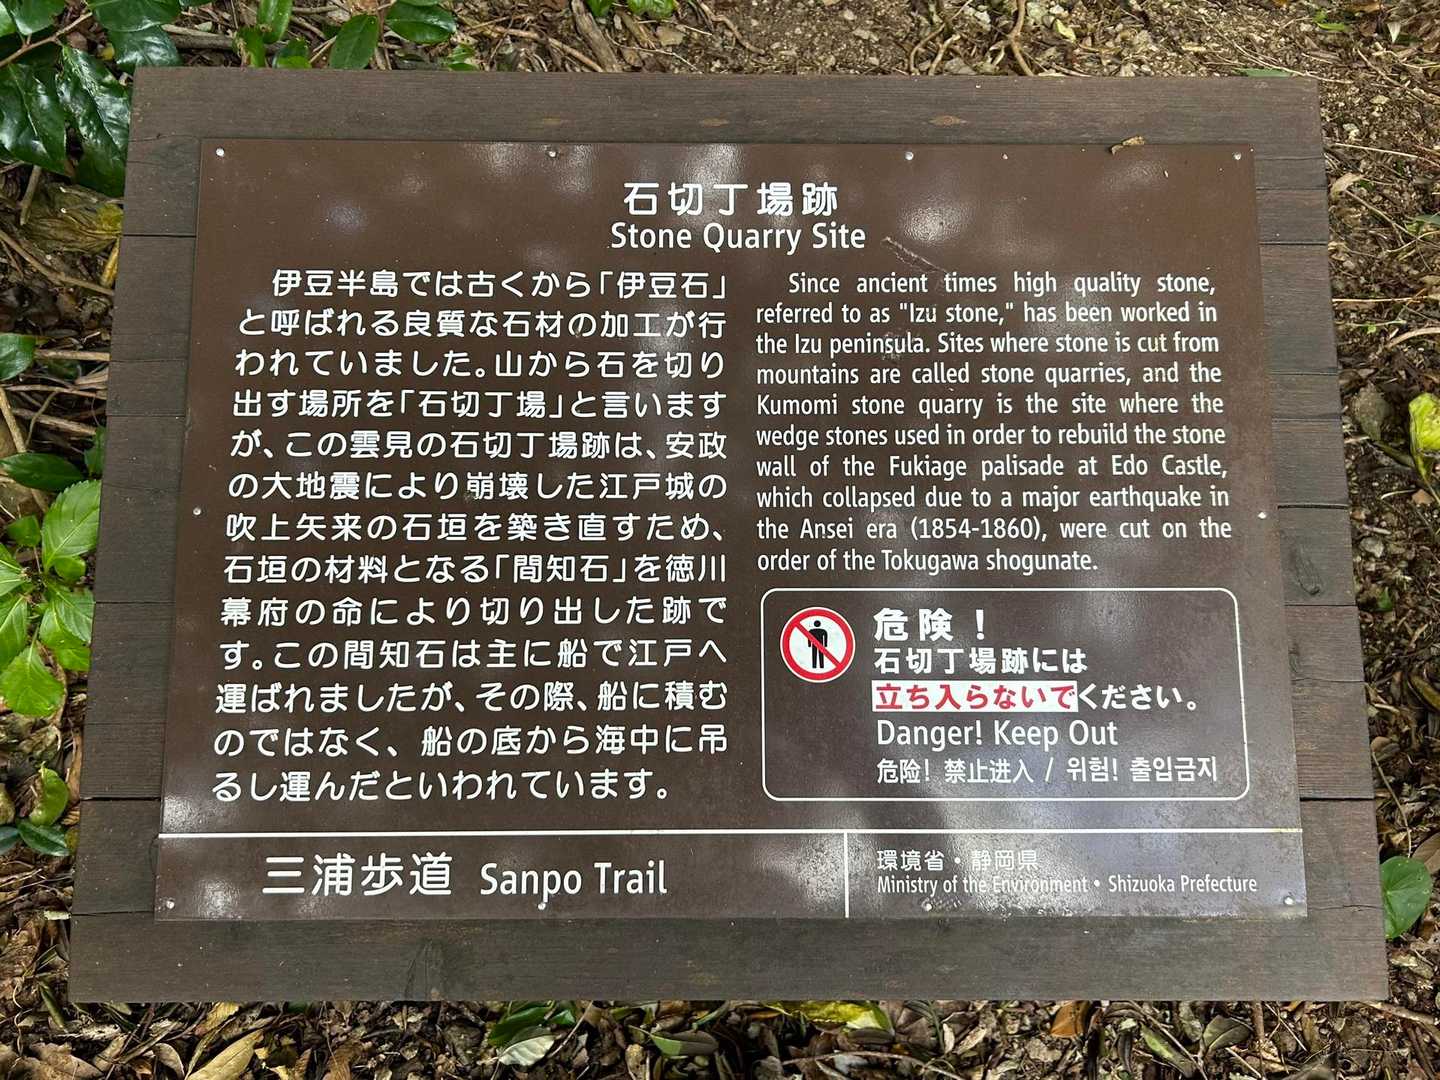 石切丁場跡
Stone Quarry Site
伊豆半島では古くから「伊豆石」
と呼ばれる良質な石材の加工が行
われていました。山から石を切り
出す場所を「石切丁場」と言います
が、この雲見の石切丁場跡は、安政
の大地震により崩壊した江戸城の
吹上矢来の石垣を築き直すため、
石垣の材料となる「間知石」を徳川
幕府の命により切り出した跡で
す。この間知石は主に船で江戸へ
運ばれましたが、その際、船に積む
のではなく、船の底から海中に吊
るし運んだといわれています。
Since ancient times high quality stone,
referred to as "Izu stone," has been worked in
the Izu peninsula. Sites where stone is cut from
mountains are called stone quarries, and the
Kumomi stone quarry is the site where the
wedge stones used in order to rebuild the stone
wall of the Fukiage palisade at Edo Castle,
which collapsed due to a major earthquake in
the Ansei era (1854-1860), were cut on the
order of the Tokugawa shogunate.
危険！
石切丁場跡には
立ち入らないでください。
Danger! Keep Out
危险！禁止进入 / 위험! 출입금지
三浦歩道 Sanpo Trail
環境省・静岡県
Ministry of the Environment • Shizuoka Prefecture